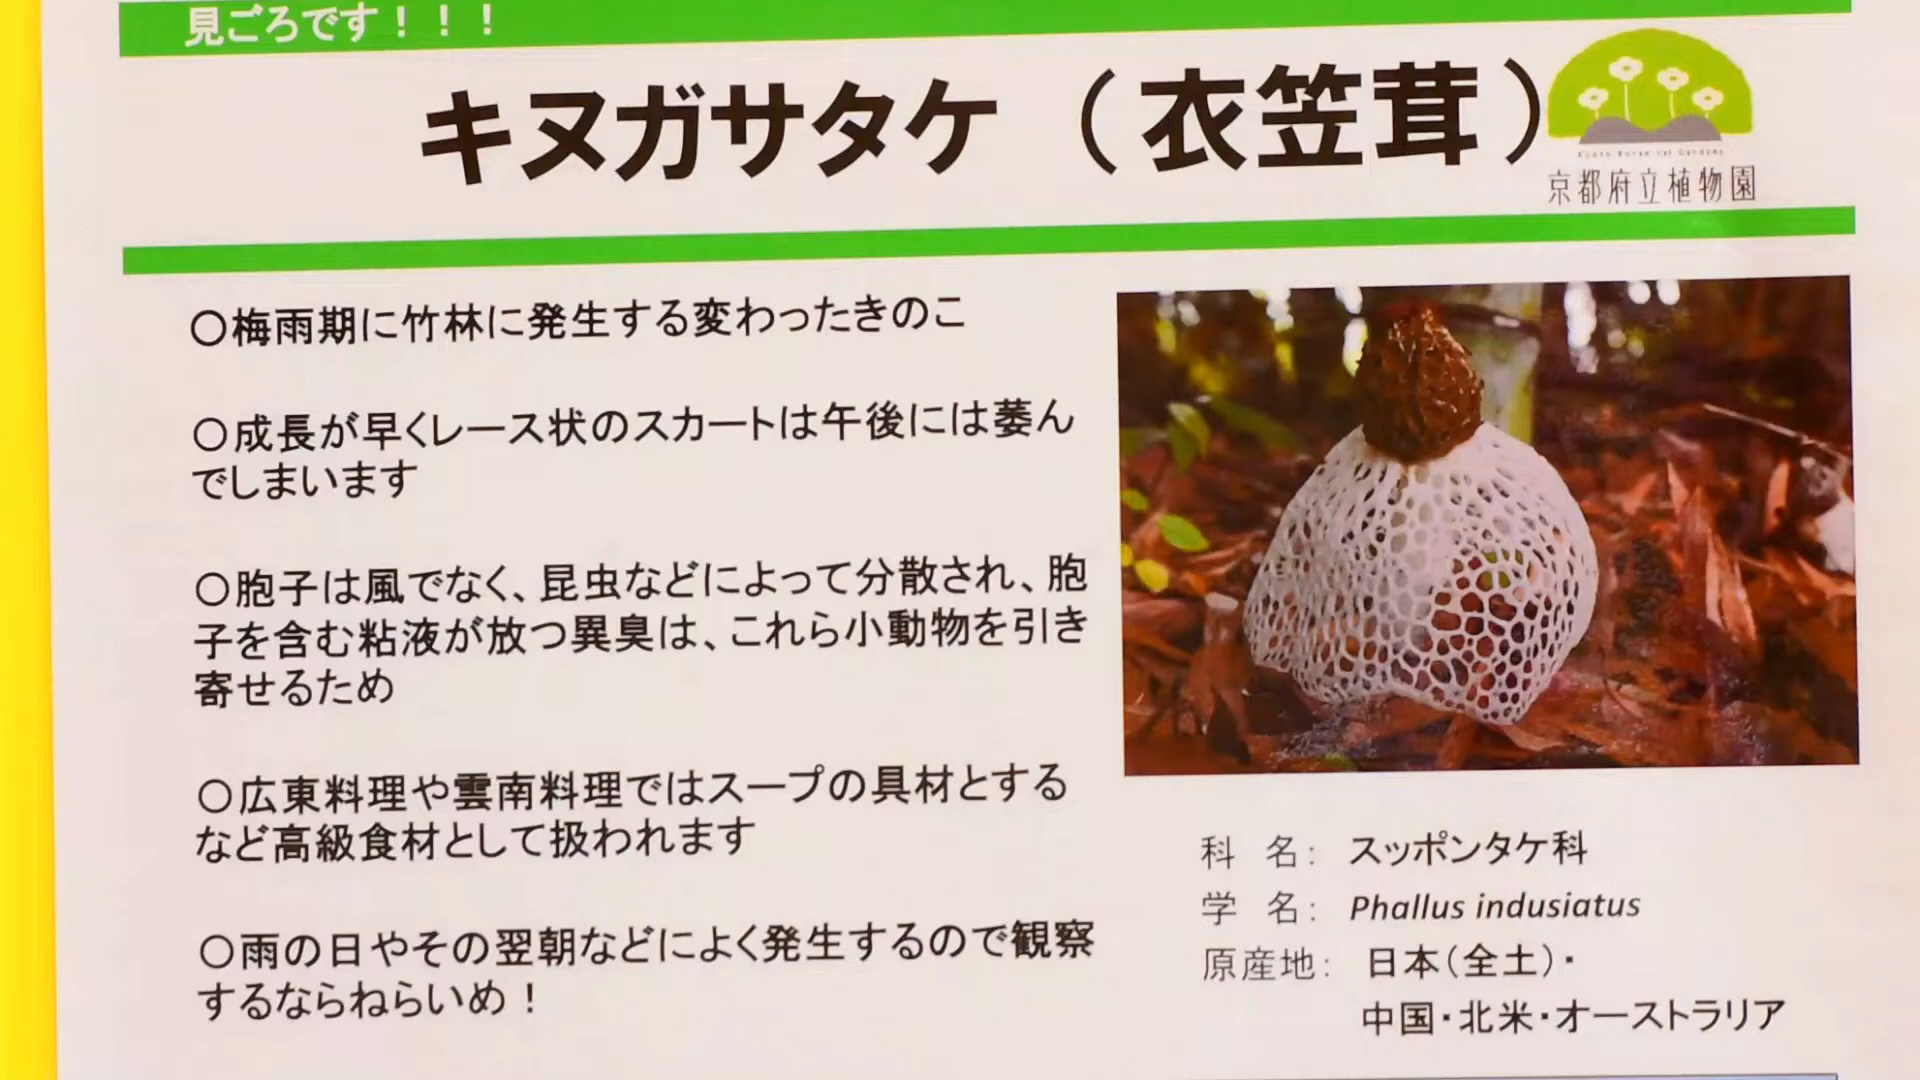 見ごろです！！！
キヌガサタケ（衣笠茸）
Kyoto Botanical Gardens
京都府立植物園
〇梅雨期に竹林に発生する変わったきのこ
〇成長が早くレース状のスカートは午後には萎ん
でしまいます
〇胞子は風でなく、昆虫などによって分散され、胞
子を含む粘液が放つ異臭は、これら小動物を引き
寄せるため
〇広東料理や雲南料理ではスープの具材とする
など高級食材として扱われます
〇雨の日やその翌朝などによく発生するので観察
するならねらいめ！
科　名：　スッポンタケ科
学　名：　Phallus indusiatus
原産地：　日本（全土）・
中国・北米・オーストラリア